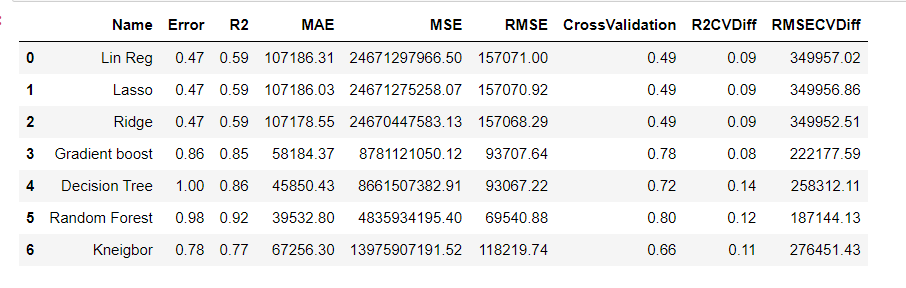 Name Error R2 MAE MSE RMSE CrossValidation R2CVDiff RMSECVDiff
0 Lin Reg 0.47 0.59 107186.31 24671297966.50 157071.00 0.49 0.09 349957.02
1 Lasso 0.47 0.59 107186.03 24671275258.07 157070.92 0.49 0.09 349956.86
2 Ridge 0.47 0.59 107178.55 24670447583.13 157068.29 0.49 0.09 349952.51
3 Gradient boost 0.86 0.85 58184.37 8781121050.12 93707.64 0.78 0.08 222177.59
4 Decision Tree 1.00 0.86 45850.43 8661507382.91 93067.22 0.72 0.14 258312.11
5 Random Forest 0.98 0.92 39532.80 4835934195.40 69540.88 0.80 0.12 187144.13
6 Kneigbor 0.78 0.77 67256.30 13975907191.52 118219.74 0.66 0.11 276451.43